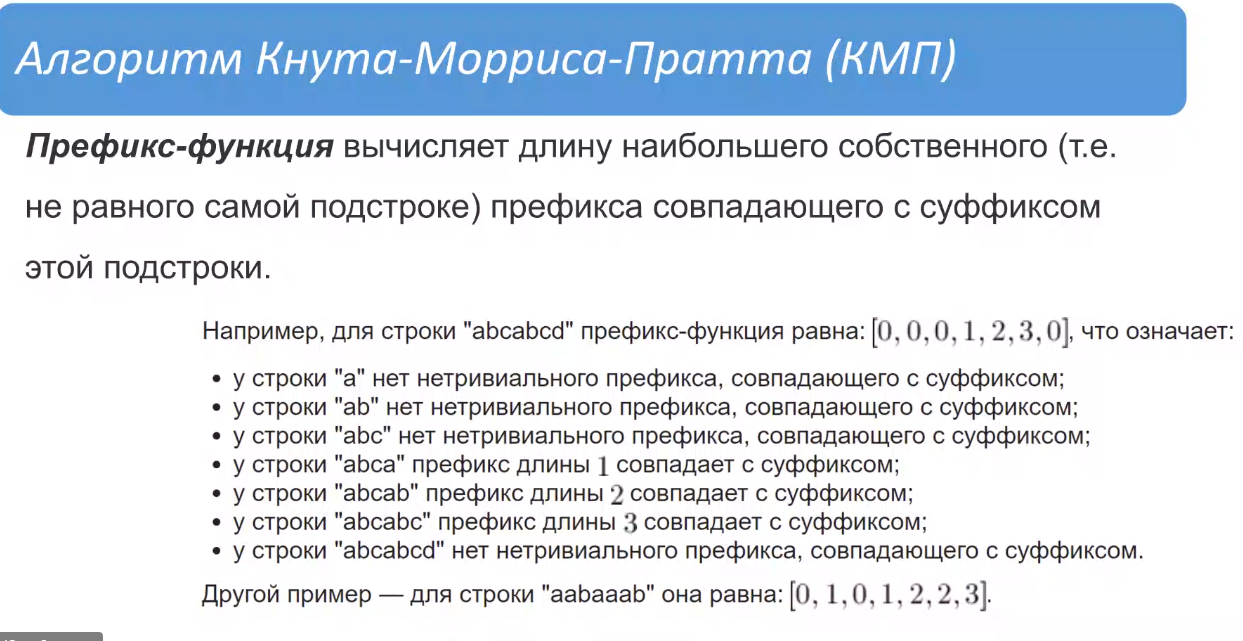 Алгоритм Кнута-Морриса-Пратта (КМП)
Префикс-функция вычисляет длину наибольшего собственного (т.е.
не равного самой подстроке) префикса совпадающего с суффиксом
этой подстроки.
Например, для строки "abcabcd" префикс-функция равна: [0, 0, 0, 1, 2, 3, 0], что означает:
• у строки "a" нет нетривиального префикса, совпадающего с суффиксом;
• у строки "ab" нет нетривиального префикса, совпадающего с суффиксом;
• у строки "abc" нет нетривиального префикса, совпадающего с суффиксом;
• у строки "abca" префикс длины 1 совпадает с суффиксом;
• у строки "abcab" префикс длины 2 совпадает с суффиксом;
• у строки "abcabc" префикс длины 3 совпадает с суффиксом;
• у строки "abcabcd" нет нетривиального префикса, совпадающего с суффиксом.
Другой пример — для строки "aabaaab" она равна: [0, 1, 0, 1, 2, 2, 3].